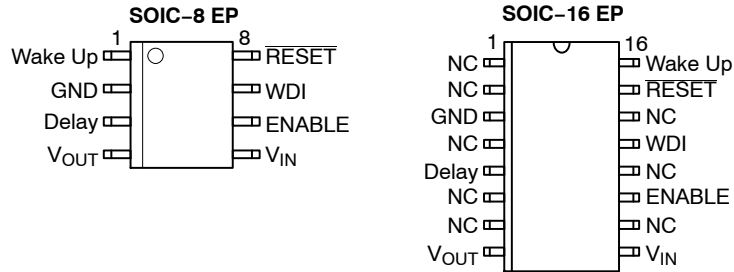 SOIC–8 EP
1 8
Wake Up RESET
GND WDI
Delay ENABLE
VOUT VIN
SOIC–16 EP
1 16
NC Wake Up
NC RESET
GND NC
NC WDI
Delay NC
NC ENABLE
NC NC
VOUT VIN